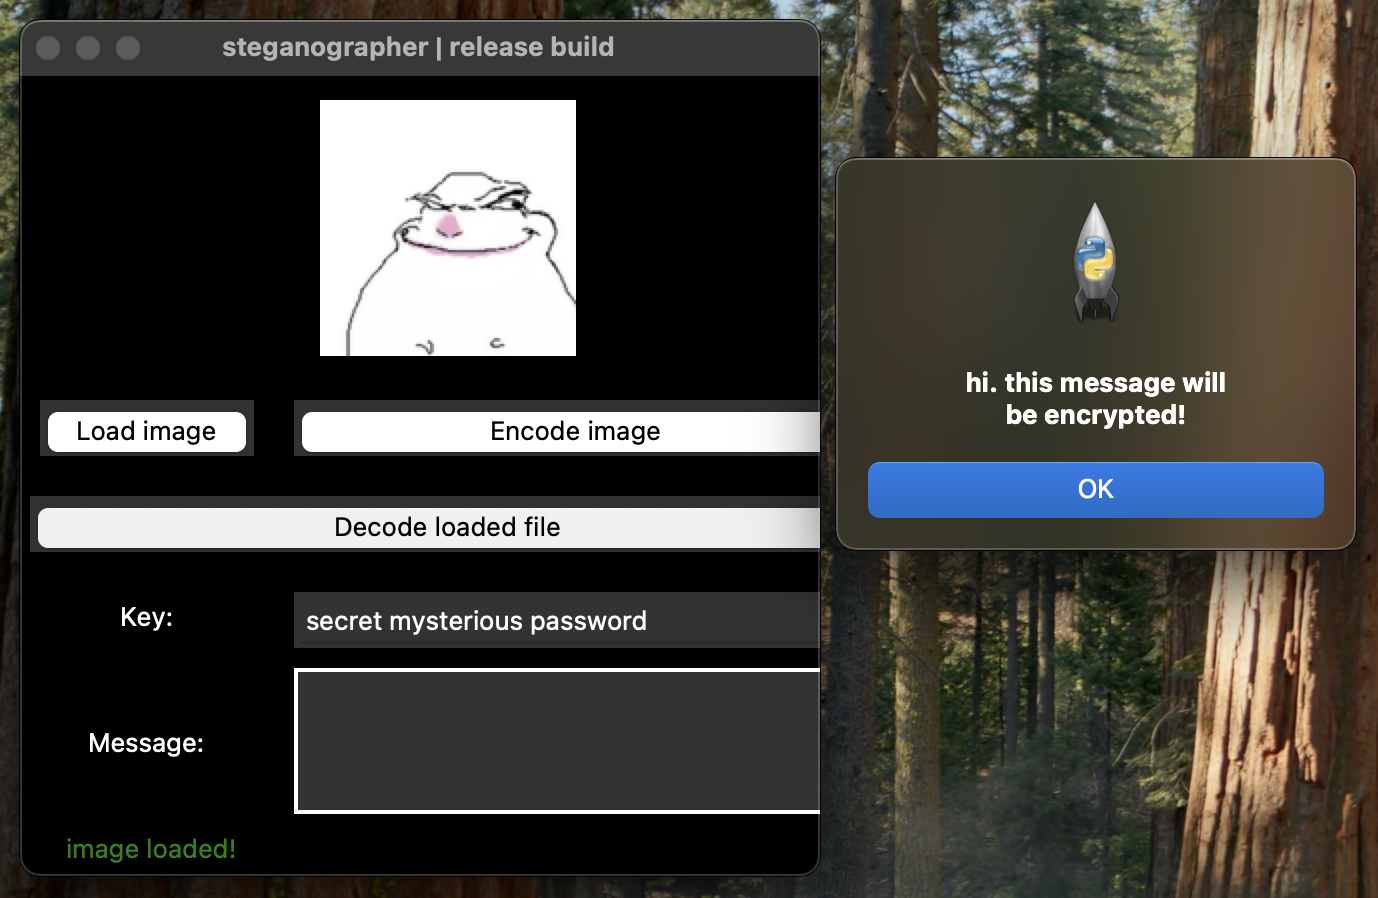 steganographer | release build
Load image
Encode image
Decode loaded file
Key:
secret mysterious password
Message:
image loaded!
hi. this message will
be encrypted!
OK